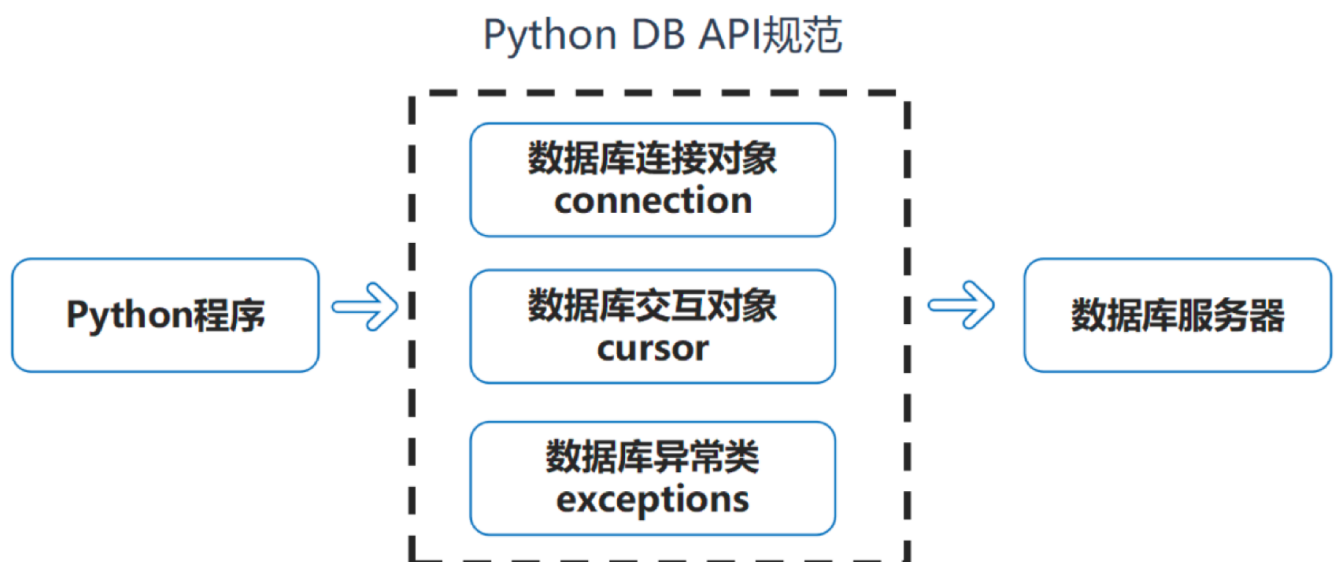 Python DB API规范
数据库连接对象
connection
Python程序
数据库交互对象
cursor
数据库服务器
数据库异常类
exceptions